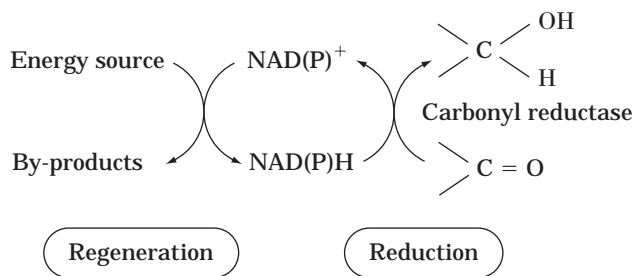 OH
Energy source
NAD(P)⁺
C
H
Carbonyl reductase
By-products
NAD(P)H
C = O
Regeneration
Reduction